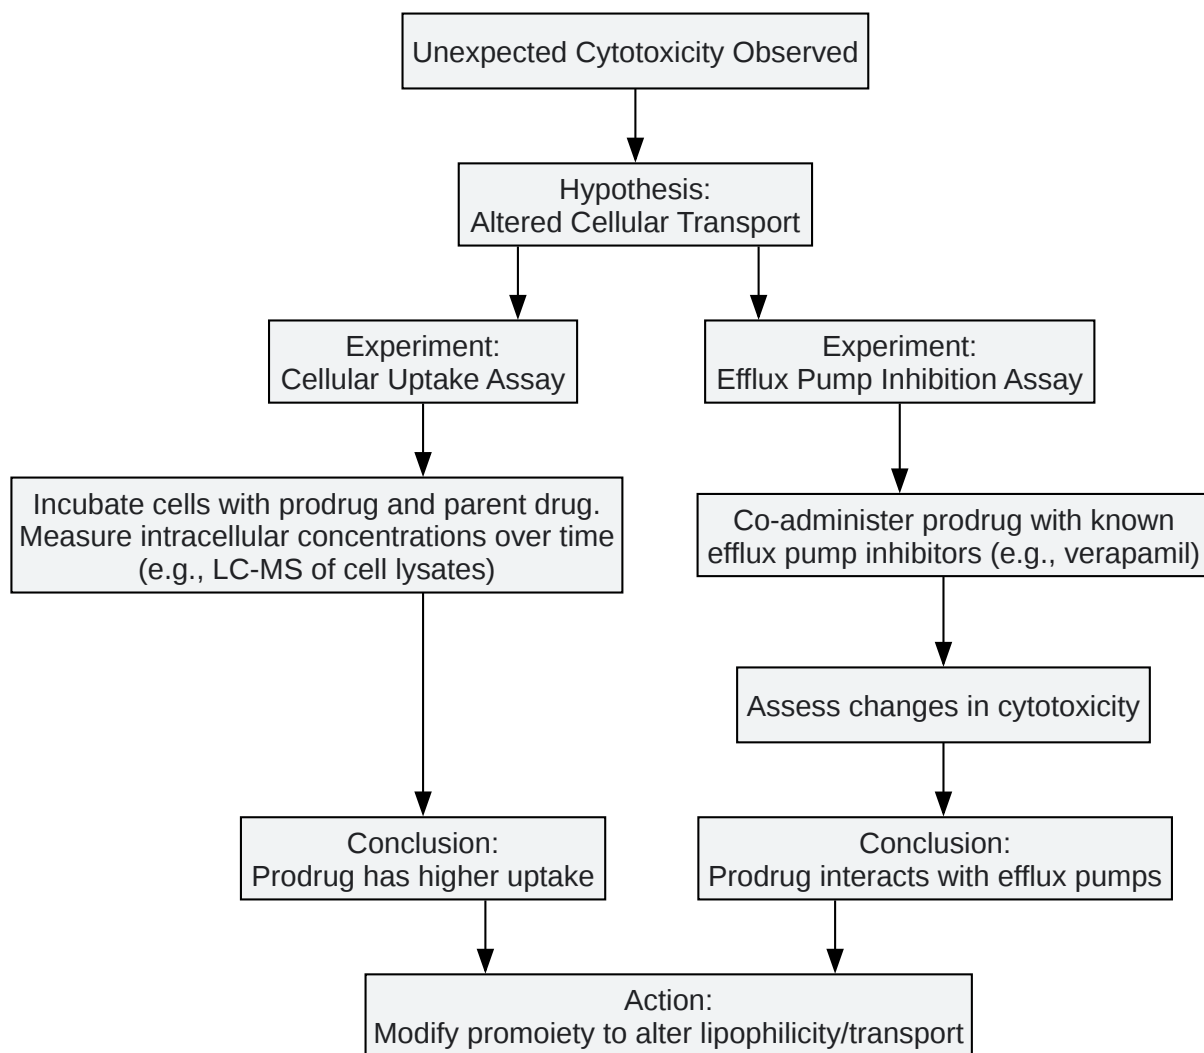 Unexpected Cytotoxicity Observed
Hypothesis:
Altered Cellular Transport
Experiment:
Cellular Uptake Assay
Experiment:
Efflux Pump Inhibition Assay
Incubate cells with prodrug and parent drug.
Measure intracellular concentrations over time
(e.g., LC-MS of cell lysates)
Co-administer prodrug with known
efflux pump inhibitors (e.g., verapamil)
Assess changes in cytotoxicity
Conclusion:
Prodrug has higher uptake
Conclusion:
Prodrug interacts with efflux pumps
Action:
Modify promoiety to alter lipophilicity/transport